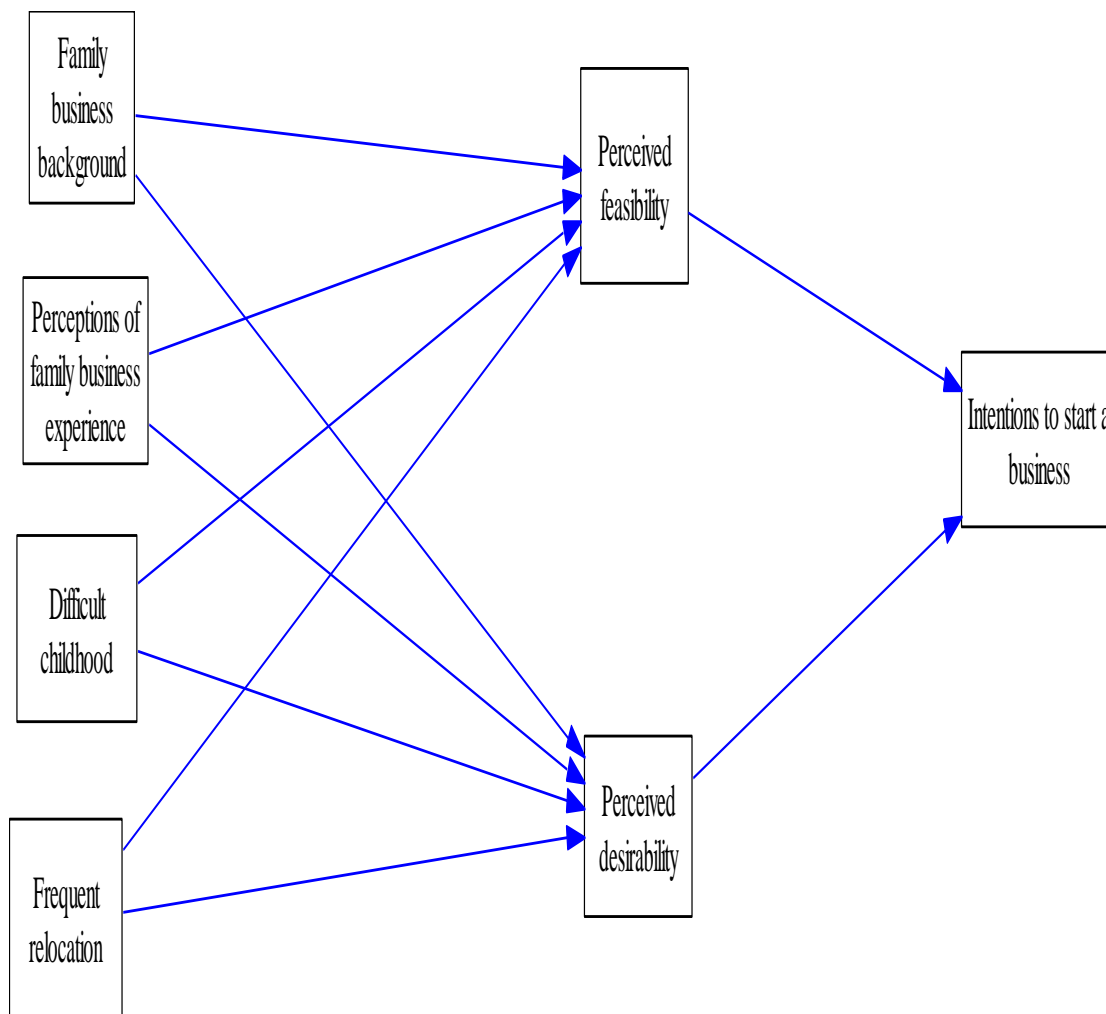 Family
business
background
Perceptions of
family business
experience
Difficult
childhood
Frequent
relocation
Perceived
feasibility
Perceived
desirability
Intentions to start a
business